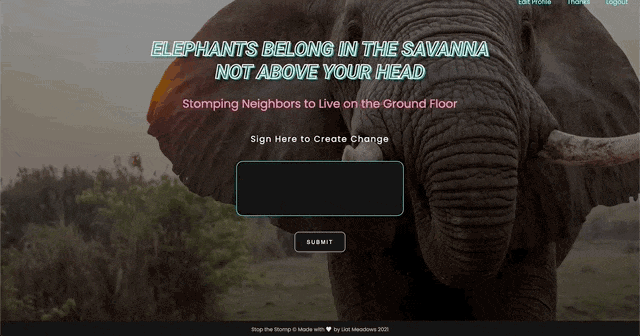 Edit Profile Thanks Logout
ELEPHANTS BELONG IN THE SAVANNA
NOT ABOVE YOUR HEAD
Stomping Neighbors to Live on the Ground Floor
Sign Here to Create Change
SUBMIT
Stop the Stomp © Made with 🤍 by Liat Meadows 2021